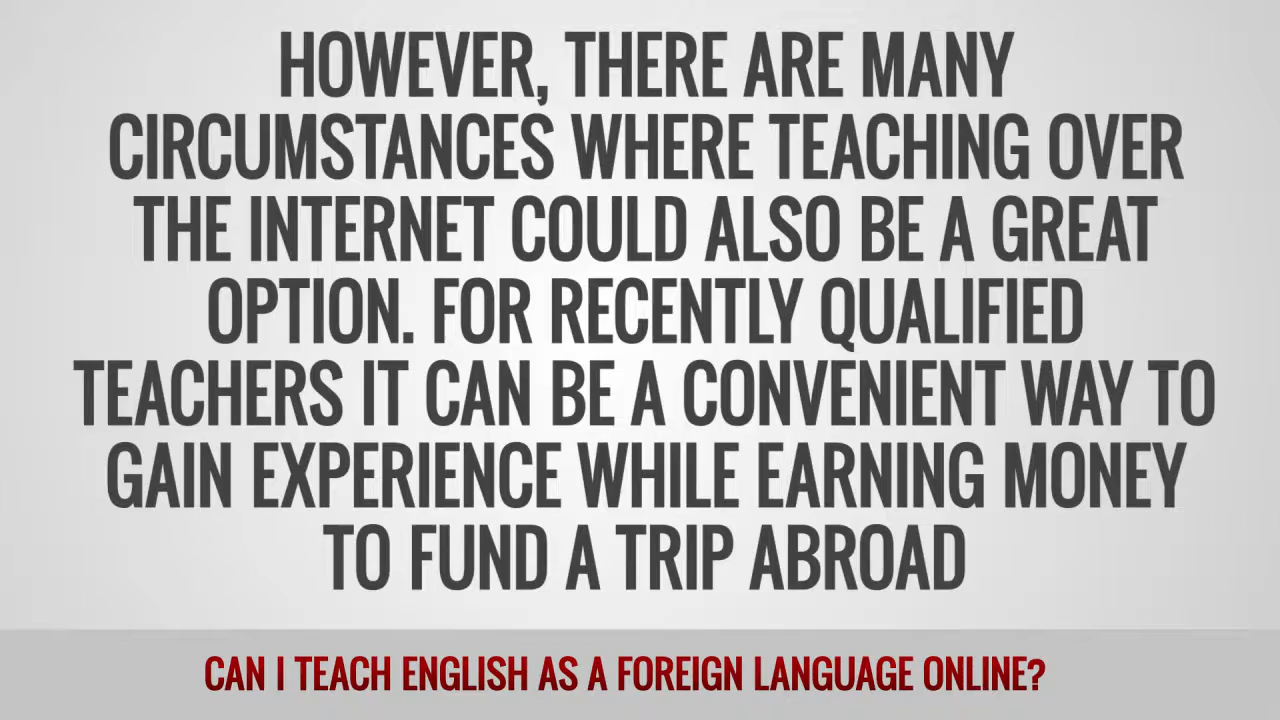 HOWEVER, THERE ARE MANY
CIRCUMSTANCES WHERE TEACHING OVER
THE INTERNET COULD ALSO BE A GREAT
OPTION. FOR RECENTLY QUALIFIED
TEACHERS IT CAN BE A CONVENIENT WAY TO
GAIN EXPERIENCE WHILE EARNING MONEY
TO FUND A TRIP ABROAD
CAN I TEACH ENGLISH AS A FOREIGN LANGUAGE ONLINE?